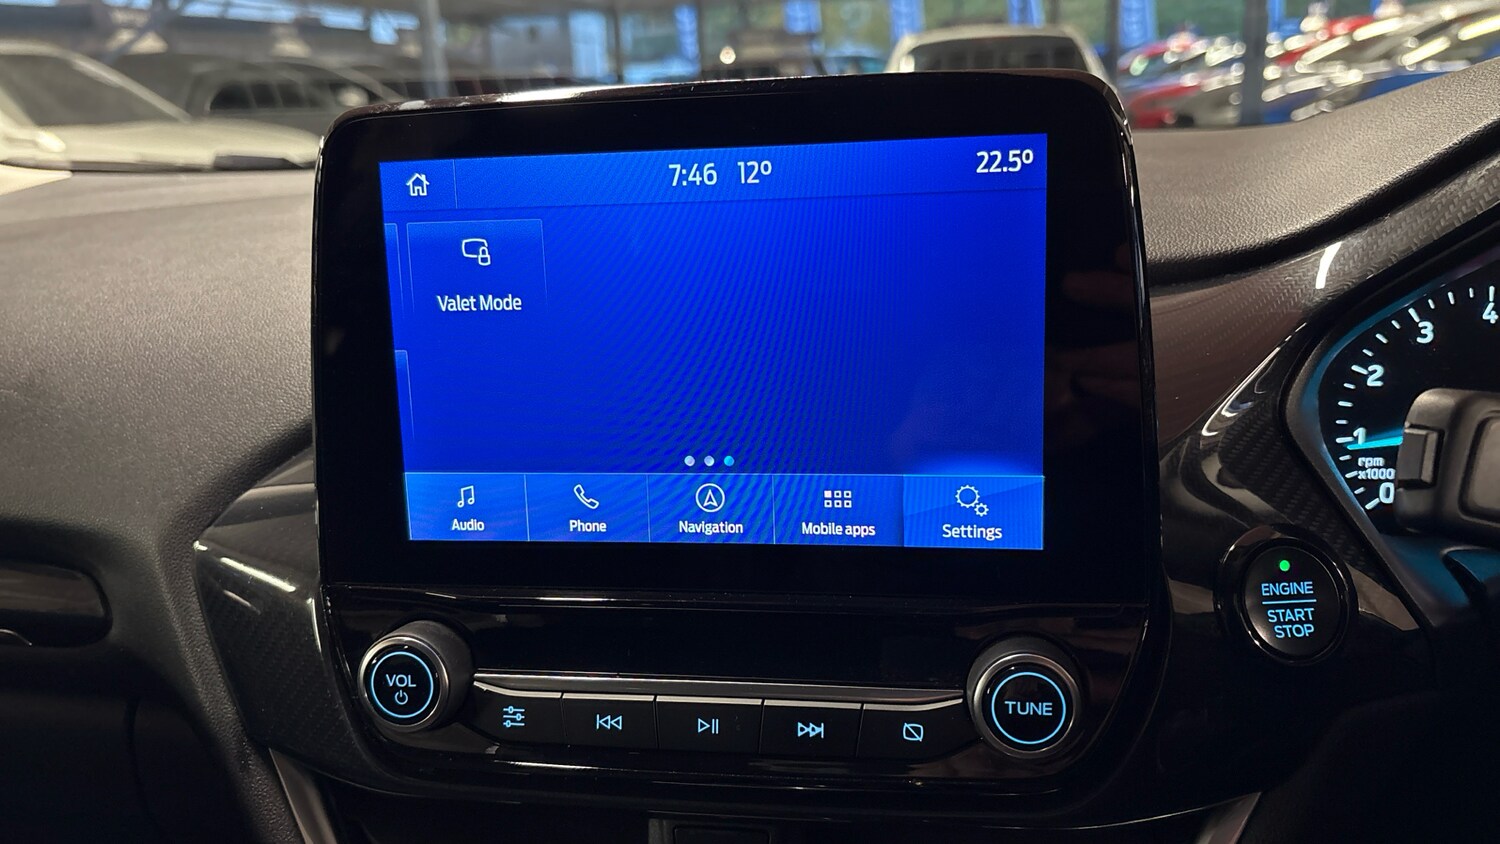 7:46 12° 22.5°
Valet Mode
Audio
Phone
Navigation
Mobile apps
Settings
4
3
2
1
rpm
x1000
0
ENGINE
START
STOP
VOL
TUNE